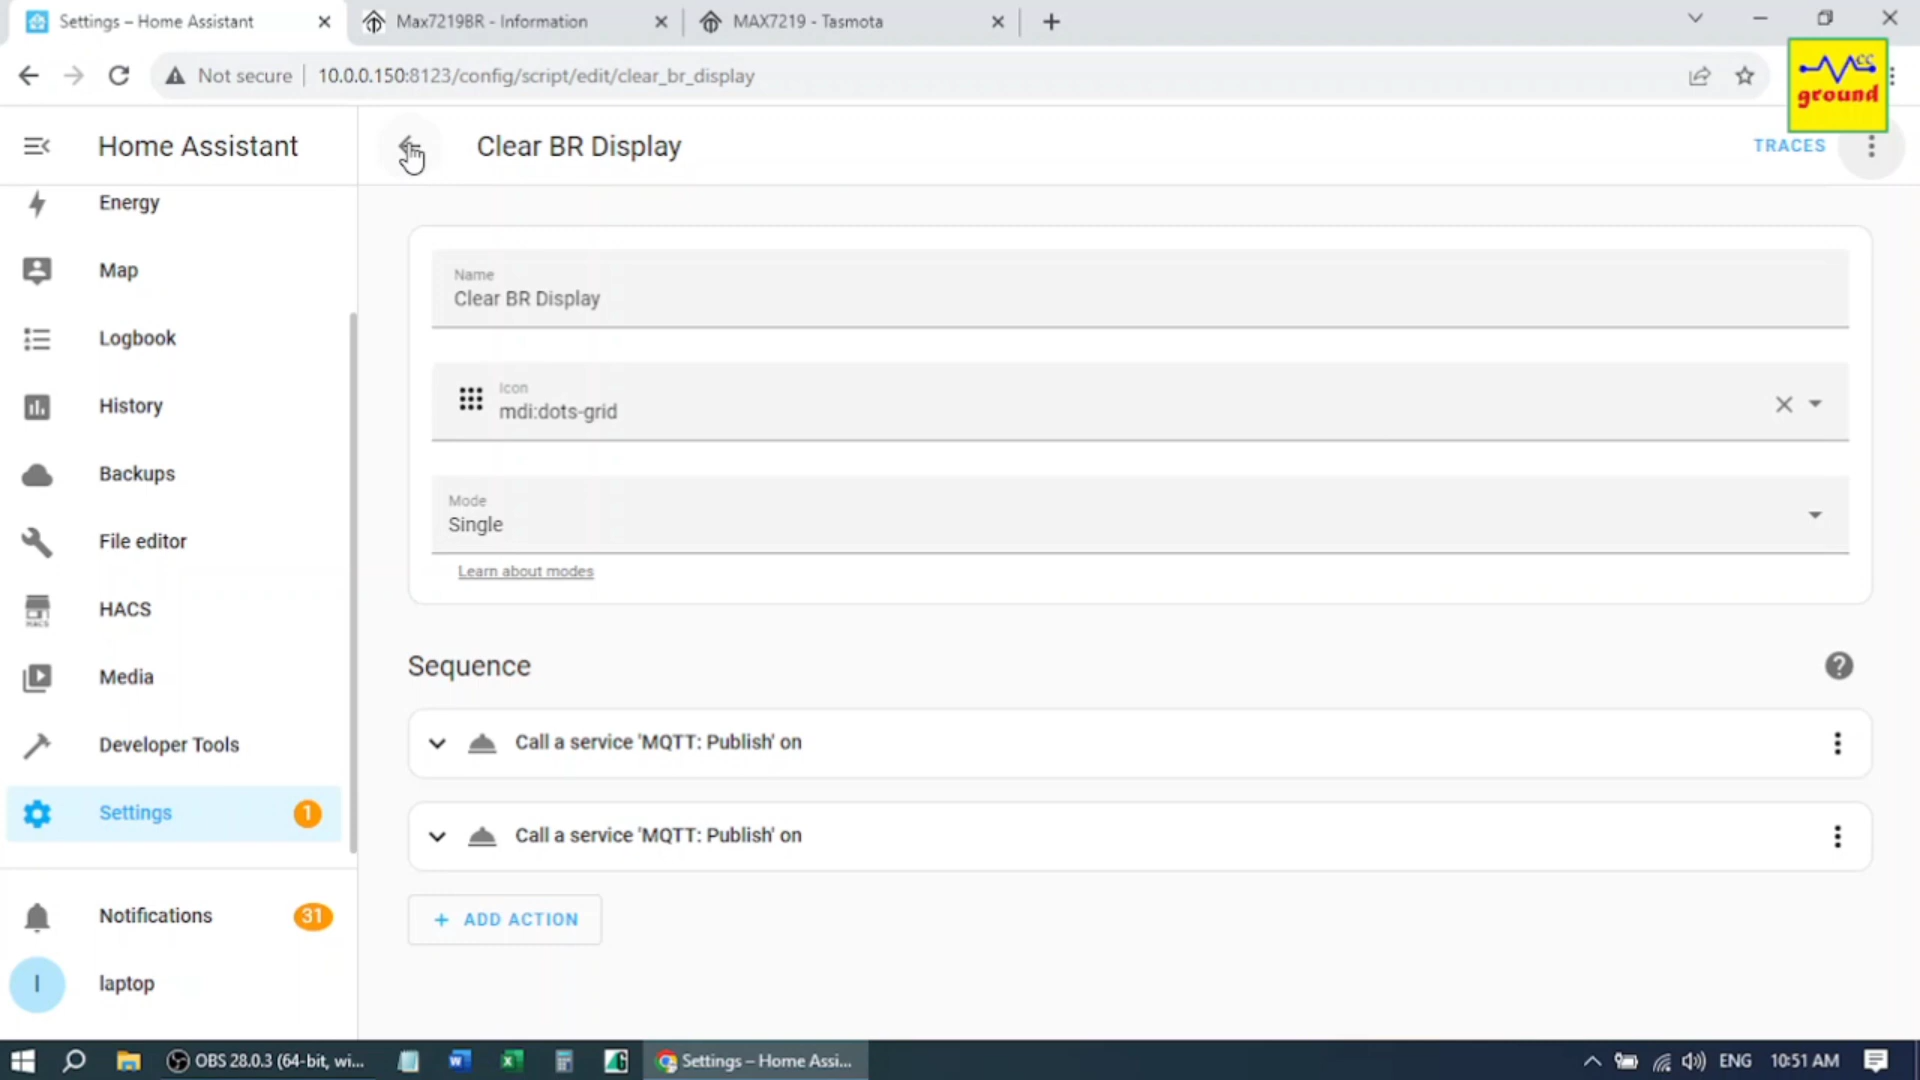 Settings – Home Assistant
Max7219BR - Information
MAX7219 - Tasmota
Not secure
10.0.0.150:8123/config/script/edit/clear_br_display
CC
ground
Home Assistant
Clear BR Display
TRACES
Energy
Map
Logbook
History
Backups
File editor
HACS
HACS
Media
Developer Tools
Settings
1
Notifications
31
l
laptop
Name
Clear BR Display
Icon
mdi:dots-grid
Mode
Single
Learn about modes
Sequence
Call a service 'MQTT: Publish' on
Call a service 'MQTT: Publish' on
+ ADD ACTION
OBS 28.0.3 (64-bit, wi...
Settings – Home Assi...
ENG
10:51 AM